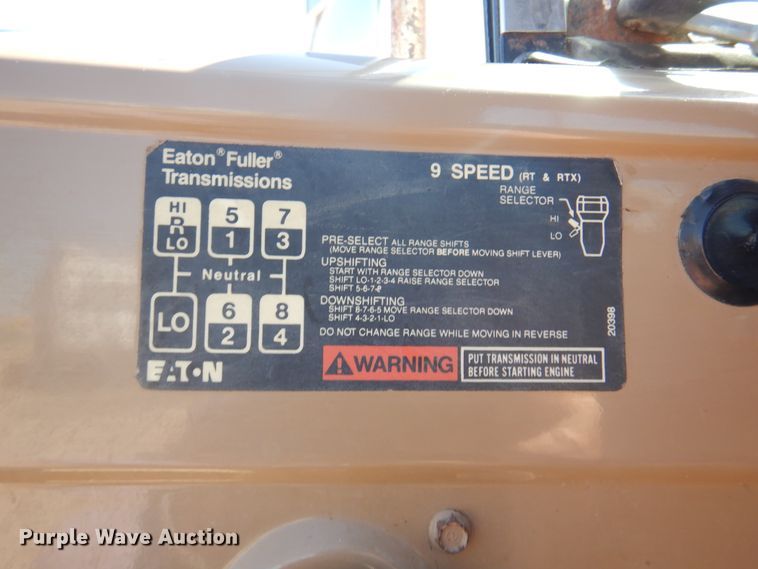 Eaton® Fuller®
Transmissions
9 SPEED (RT & RTX)
RANGE
SELECTOR
HI
LO
HI
R
LO
5
1
7
3
Neutral
LO
6
2
8
4
PRE-SELECT ALL RANGE SHIFTS
(MOVE RANGE SELECTOR BEFORE MOVING SHIFT LEVER)
UPSHIFTING
START WITH RANGE SELECTOR DOWN
SHIFT LO-1-2-3-4 RAISE RANGE SELECTOR
SHIFT 5-6-7-8
DOWNSHIFTING
SHIFT 8-7-6-5 MOVE RANGE SELECTOR DOWN
SHIFT 4-3-2-1-LO
DO NOT CHANGE RANGE WHILE MOVING IN REVERSE
20398
EATON
WARNING
PUT TRANSMISSION IN NEUTRAL
BEFORE STARTING ENGINE
Purple Wave Auction®